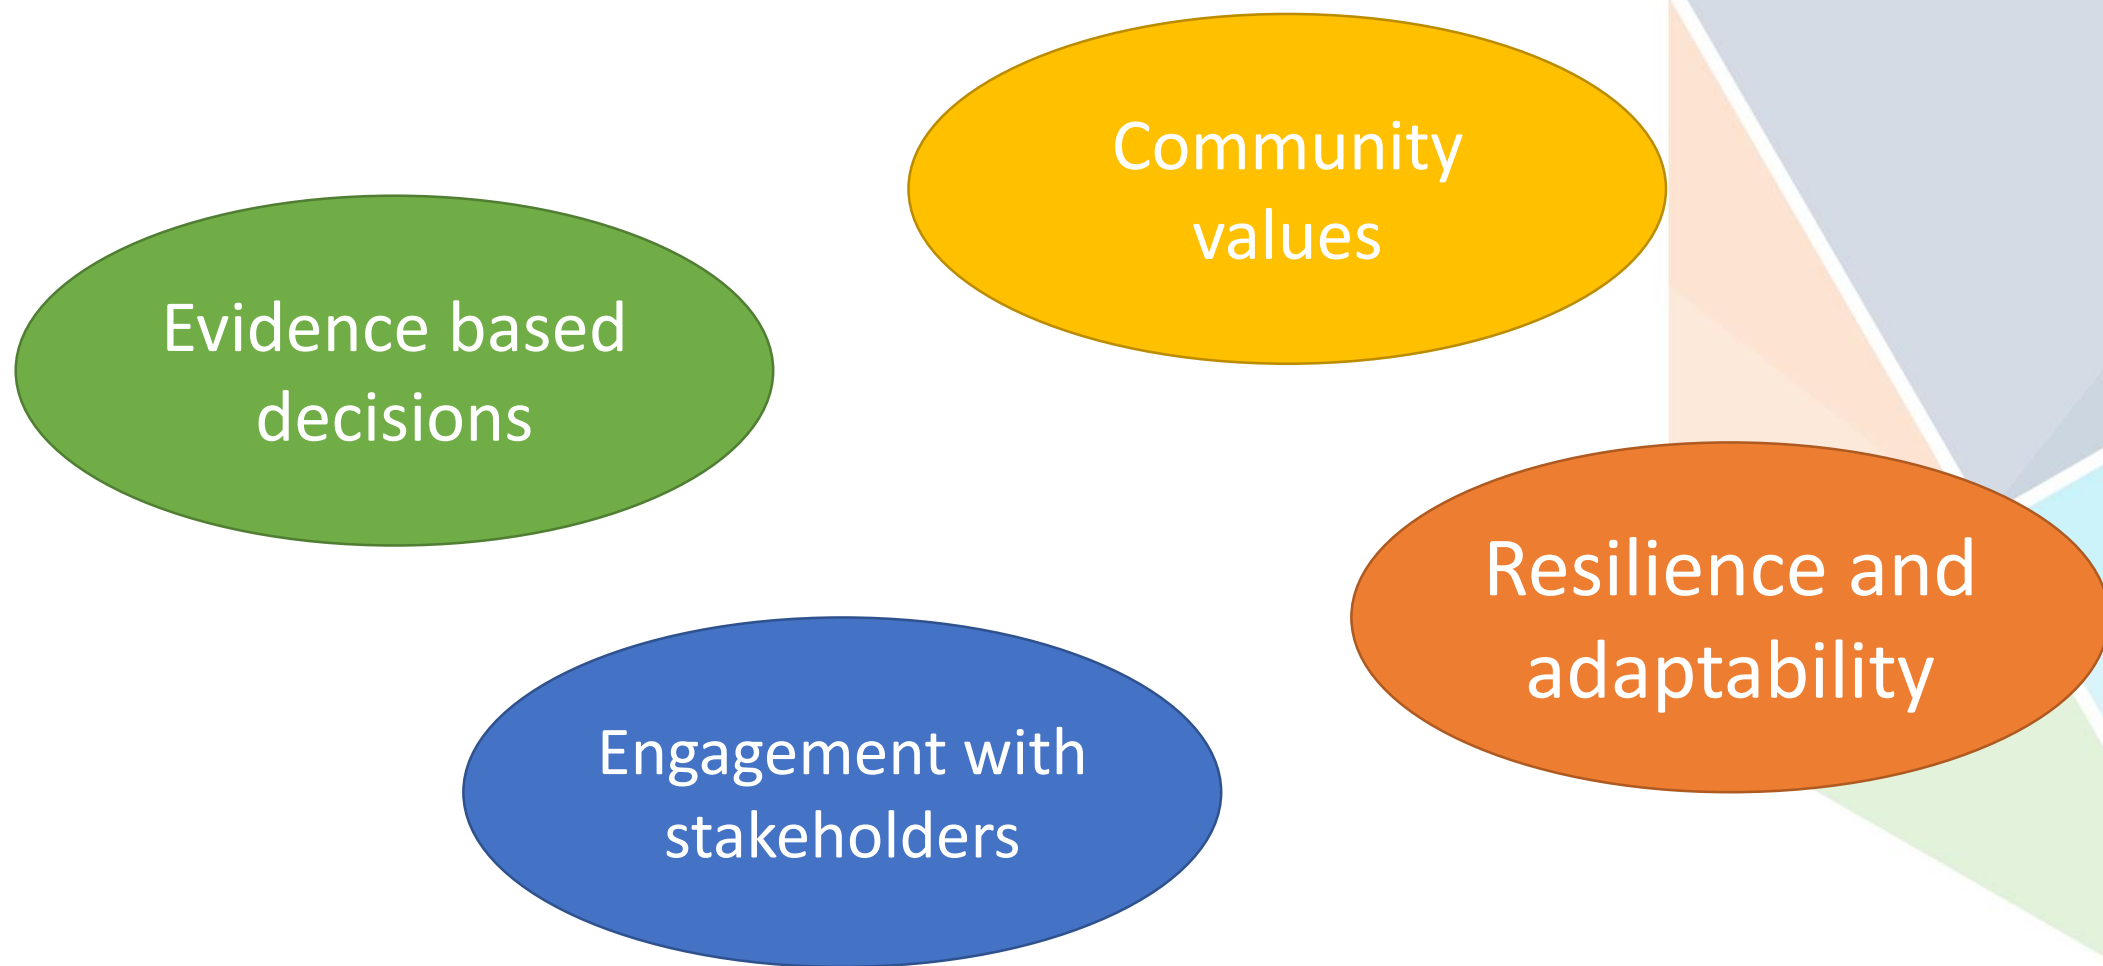 Community
values
Evidence based
decisions
Resilience and
adaptability
Engagement with
stakeholders